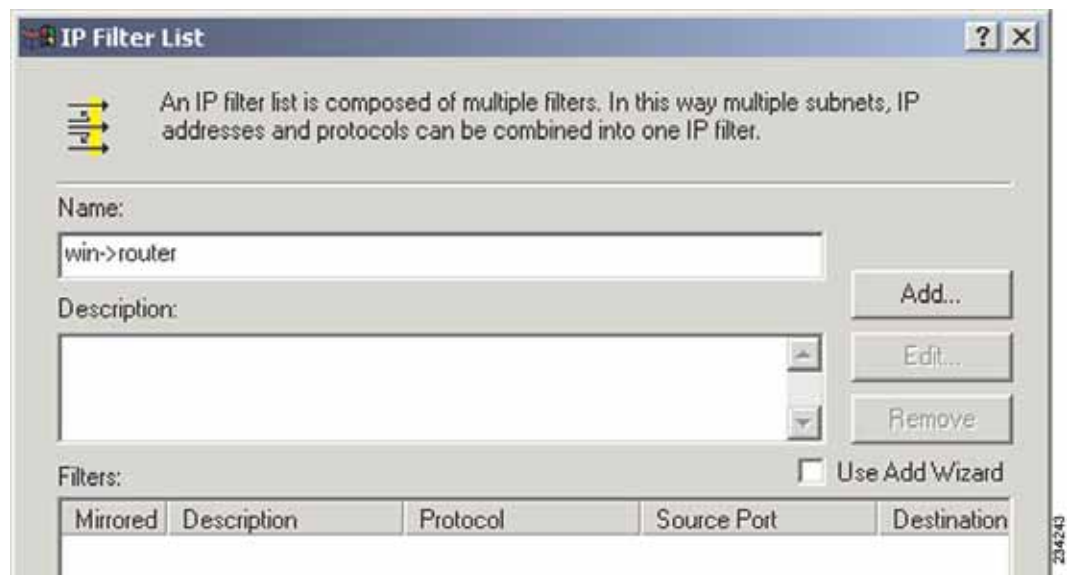 IP Filter List
? X
An IP filter list is composed of multiple filters. In this way multiple subnets, IP
addresses and protocols can be combined into one IP filter.
Name:
win->router
Add...
Description:
Edit...
Remove
Filters:
Use Add Wizard
Mirrored Description Protocol Source Port Destination
234243